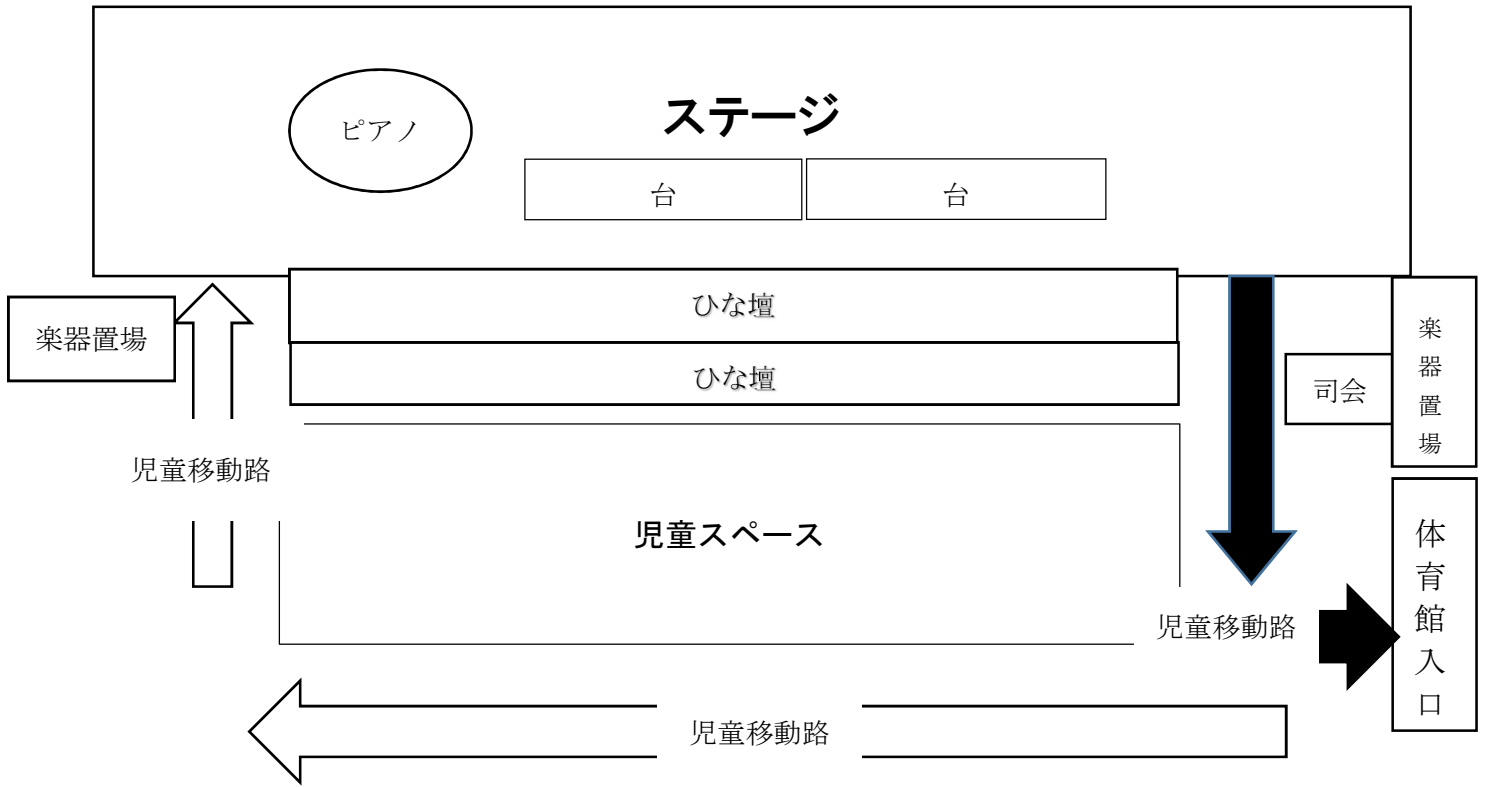 ステージ
ピアノ
台
台
ひな壇
ひな壇
楽器置場
楽器置場
司会
児童移動路
児童スペース
体育館入口
児童移動路
児童移動路